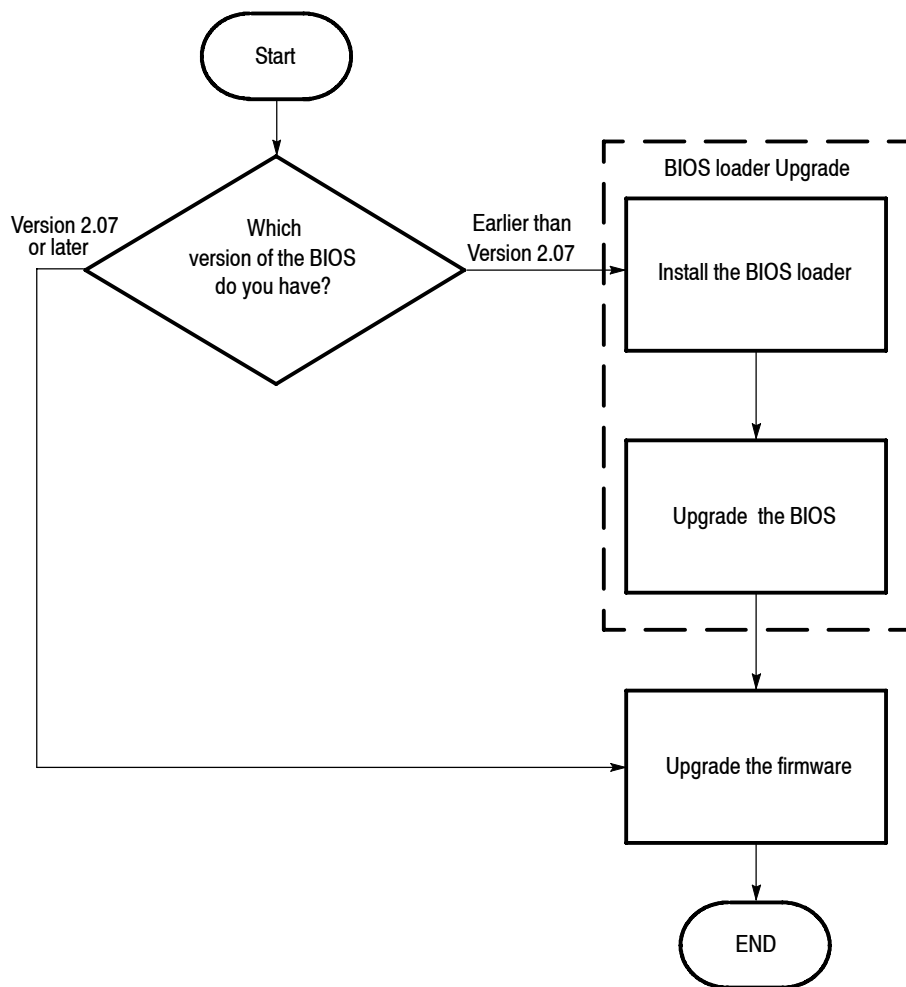 Start
Which
version of the BIOS
do you have?
Version 2.07
or later
Earlier than
Version 2.07
BIOS loader Upgrade
Install the BIOS loader
Upgrade the BIOS
Upgrade the firmware
END